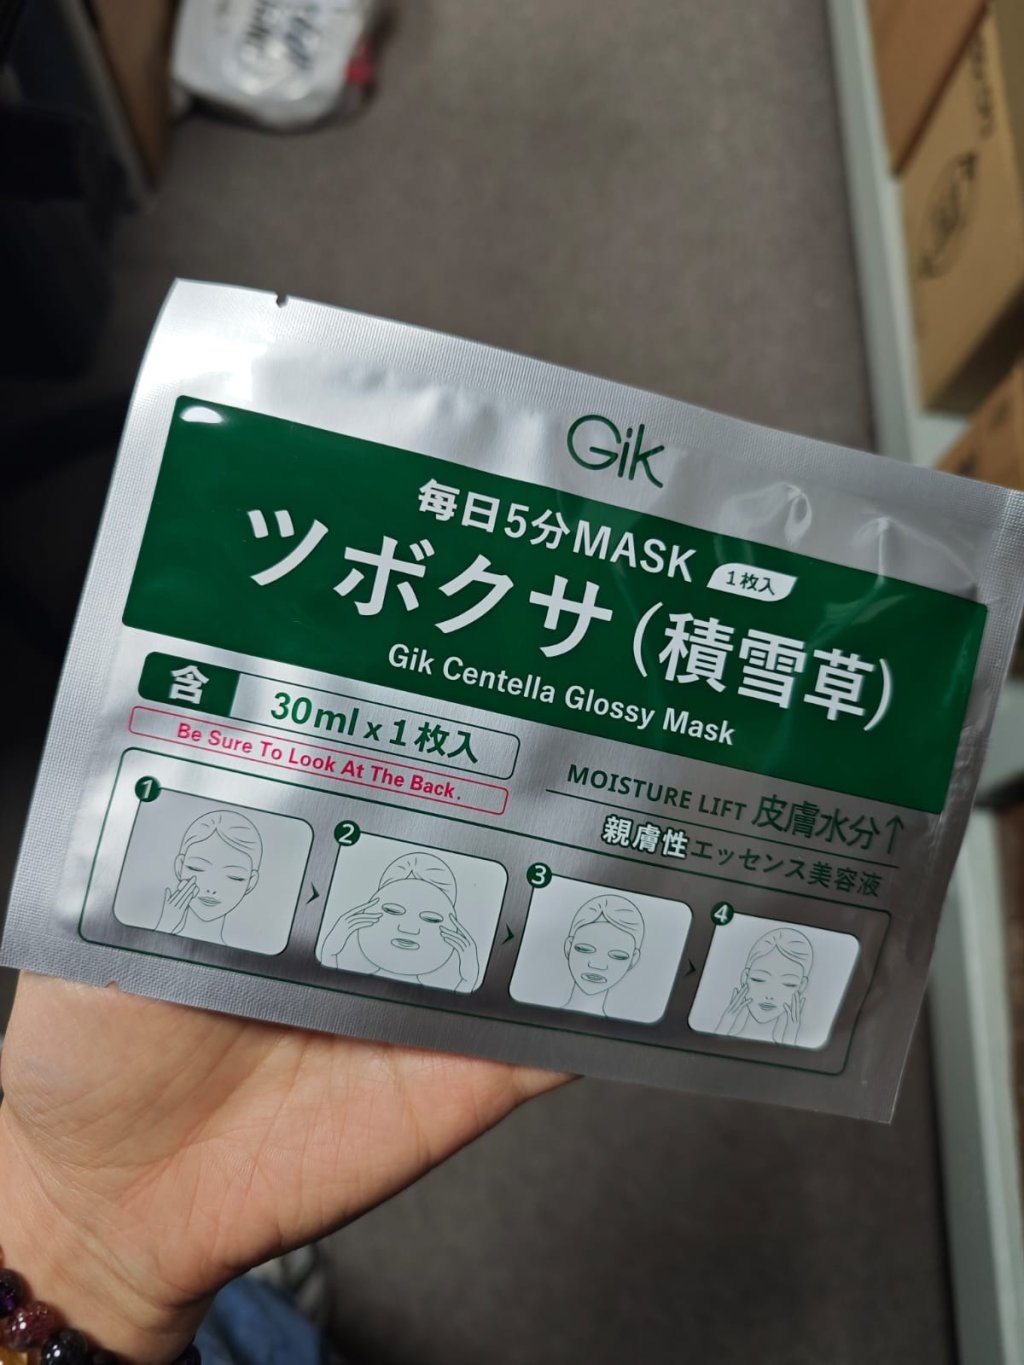 Gik
毎日5分MASK
1枚入
ツボクサ(積雪草)
Gik Centella Glossy Mask
含 30ml x 1枚入
Be Sure To Look At The Back.
MOISTURE LIFT 皮膚水分↑
親膚性エッセンス美容液
1
2
3
4